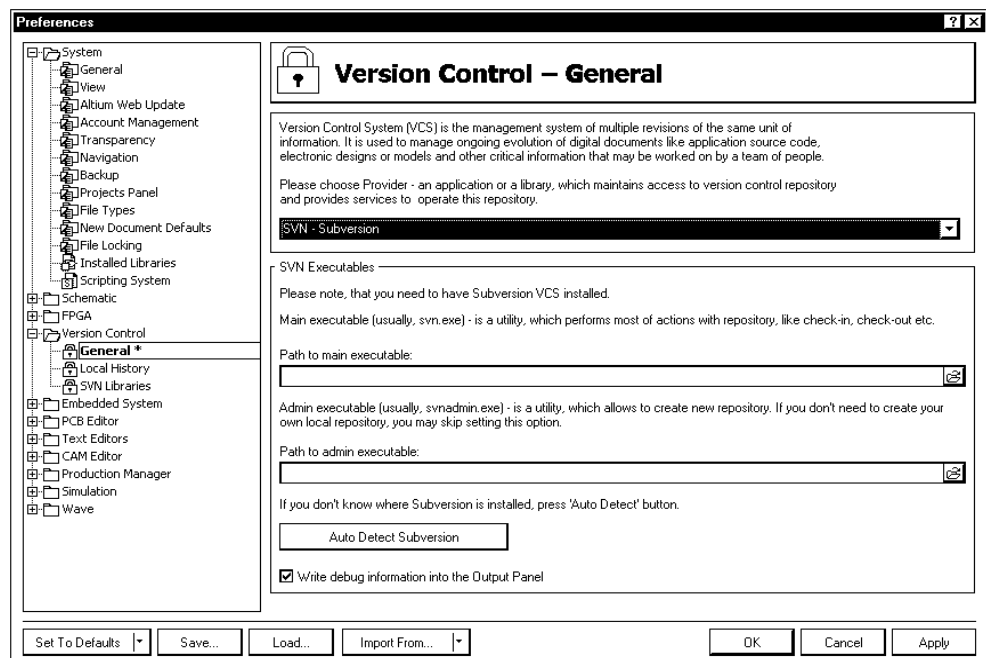 Preferences
System
General
View
Altium Web Update
Account Management
Transparency
Navigation
Backup
Projects Panel
File Types
New Document Defaults
File Locking
Installed Libraries
Scripting System
Schematic
FPGA
Version Control
General *
Local History
SVN Libraries
Embedded System
PCB Editor
Text Editors
CAM Editor
Production Manager
Simulation
Wave
Version Control – General
Version Control System (VCS) is the management system of multiple revisions of the same unit of
information. It is used to manage ongoing evolution of digital documents like application source code,
electronic designs or models and other critical information that may be worked on by a team of people.
Please choose Provider - an application or a library, which maintains access to version control repository
and provides services to operate this repository.
SVN - Subversion
SVN Executables
Please note, that you need to have Subversion VCS installed.
Main executable (usually, svn.exe) - is a utility, which performs most of actions with repository, like check-in, check-out etc.
Path to main executable:
Admin executable (usually, svnadmin.exe) - is a utility, which allows to create new repository. If you don't need to create your
own local repository, you may skip setting this option.
Path to admin executable:
If you don't know where Subversion is installed, press 'Auto Detect' button.
Auto Detect Subversion
Write debug information into the Output Panel
Set To Defaults
Save...
Load...
Import From...
OK
Cancel
Apply